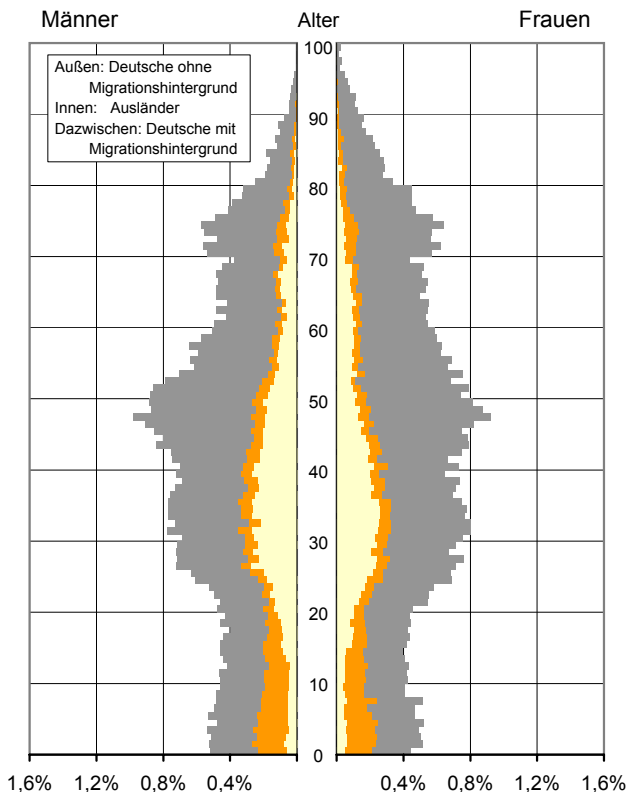 Männer Alter Frauen
Außen: Deutsche ohne
Migrationshintergrund
Innen: Ausländer
Dazwischen: Deutsche mit
Migrationshintergrund
100
90
80
70
60
50
40
30
20
10
0
1,6% 1,2% 0,8% 0,4% 0,4% 0,8% 1,2% 1,6%